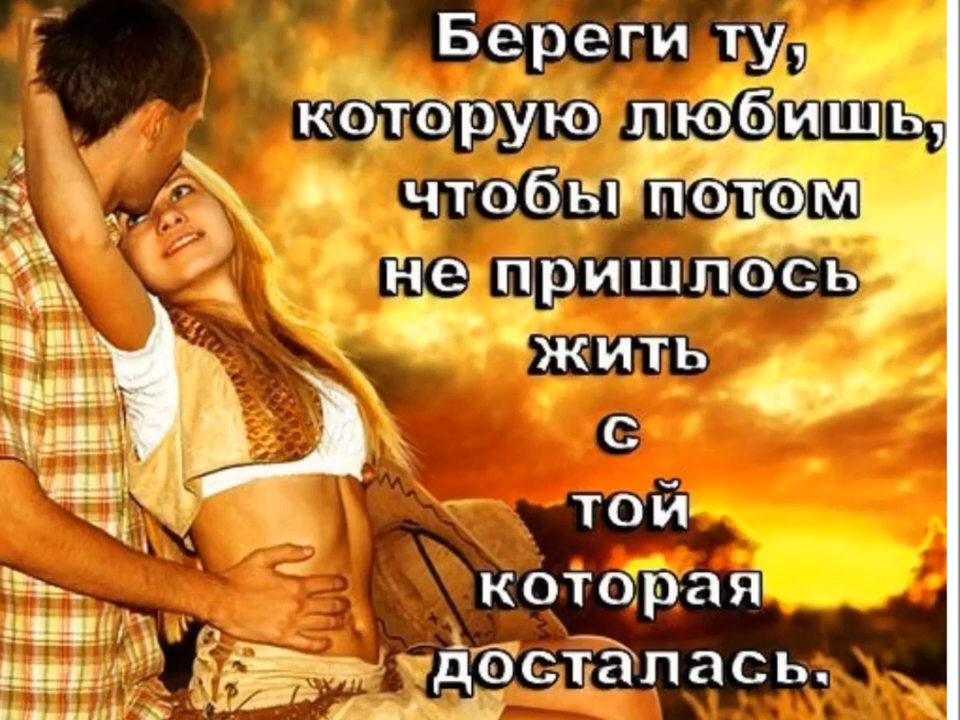 Береги ту,
которую любишь,
чтобы потом
не пришлось
жить
с
той
которая
досталась.